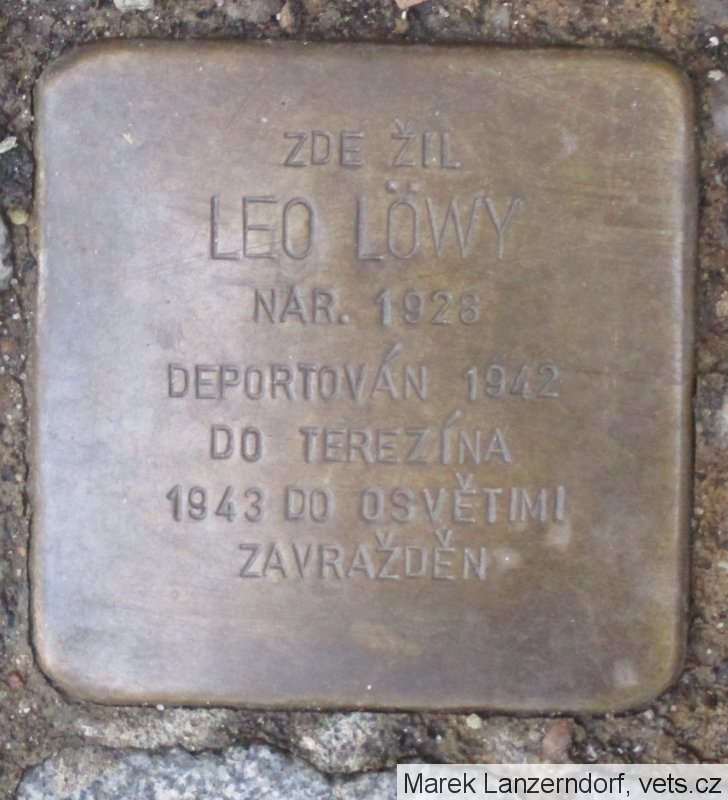 ZDE ŽIL
LEO LÖWY
NAR. 1928
DEPORTOVÁN 1942
DO TEREZÍNA
1943 DO OSVĚTIMI
ZAVRAŽDĚN
Marek Lanzerndorf, vets.cz